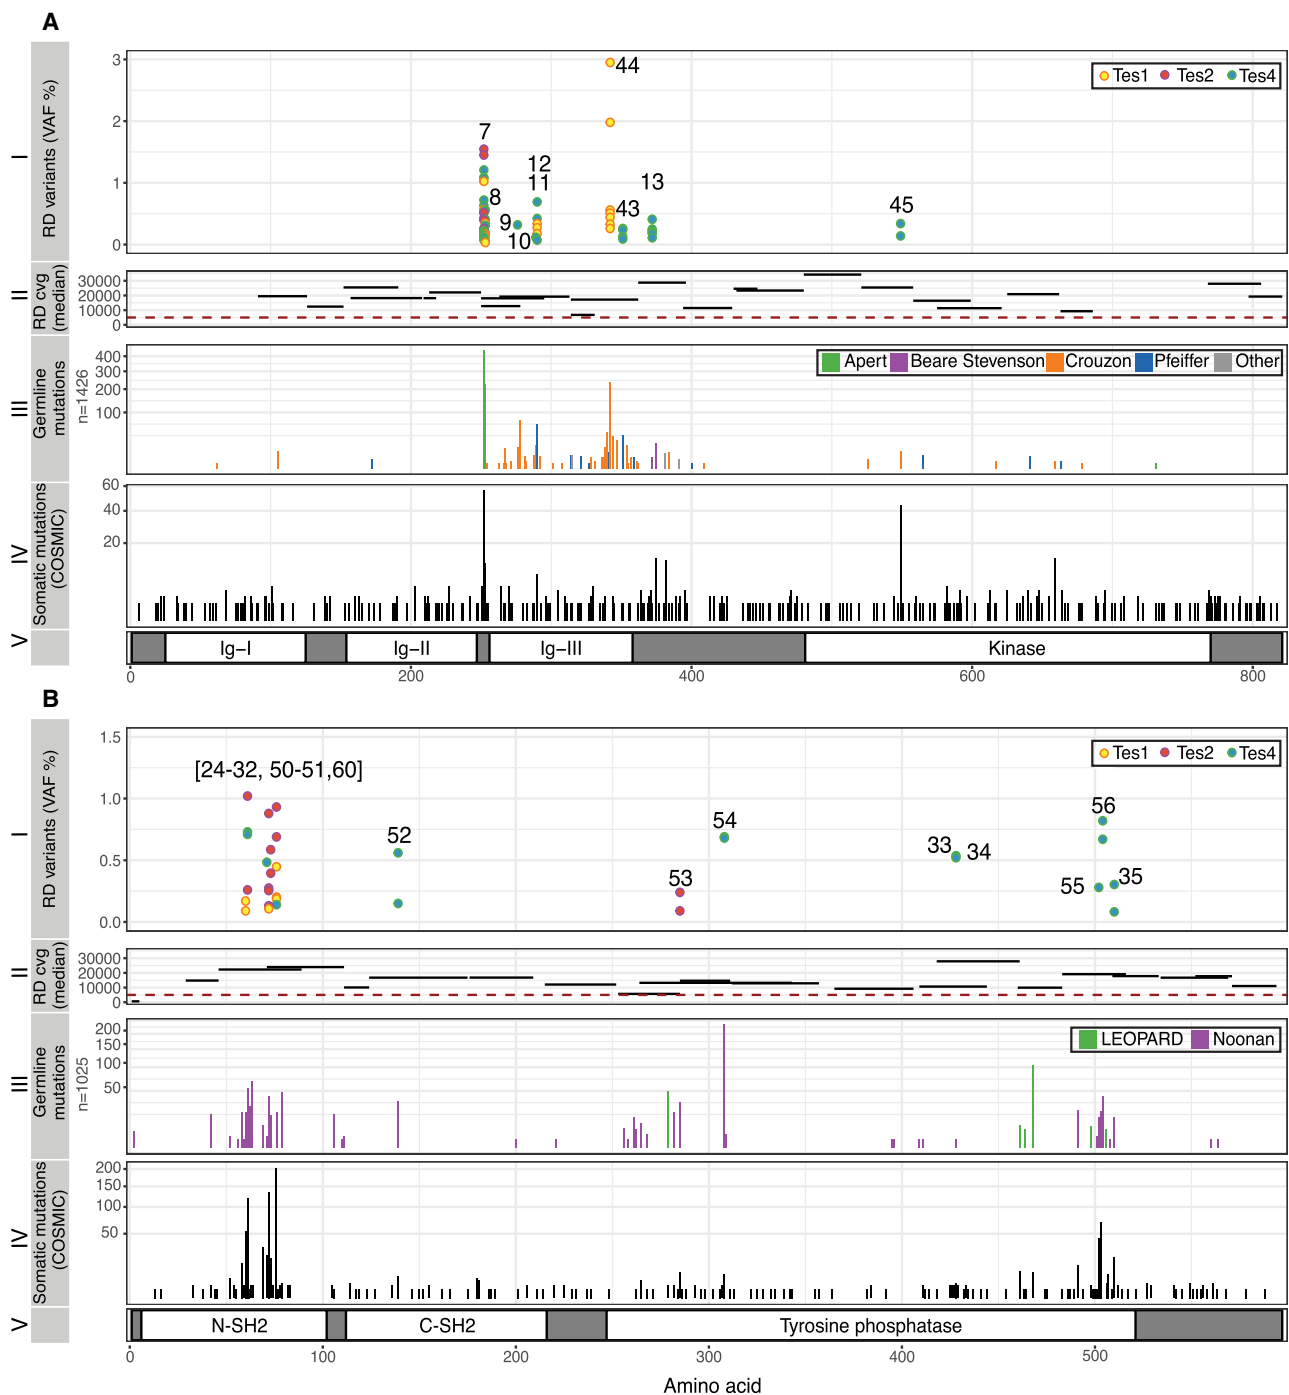 A
I
RD variants (VAF %)
3
2
1
0
44
7
12
11
13
8
9
10
43
45
Tes1 Tes2 Tes4
II
RD cvg
(median)
30000
20000
10000
0
III
Germline
mutations
n=1426
400
300
200
100
Apert Beare Stevenson Crouzon Pfeiffer Other
IV
Somatic mutations
(COSMIC)
60
40
20
V
Ig–I Ig–II Ig–III Kinase
0 200 400 600 800
B
I
RD variants (VAF %)
1.5
1.0
0.5
0.0
[24-32, 50-51,60]
52
53
54
33 34
56
55
35
Tes1 Tes2 Tes4
II
RD cvg
(median)
30000
20000
10000
0
III
Germline
mutations
n=1025
200
150
100
50
LEOPARD Noonan
IV
Somatic mutations
(COSMIC)
200
150
100
50
V
N-SH2 C-SH2 Tyrosine phosphatase
0 100 200 300 400 500
Amino acid